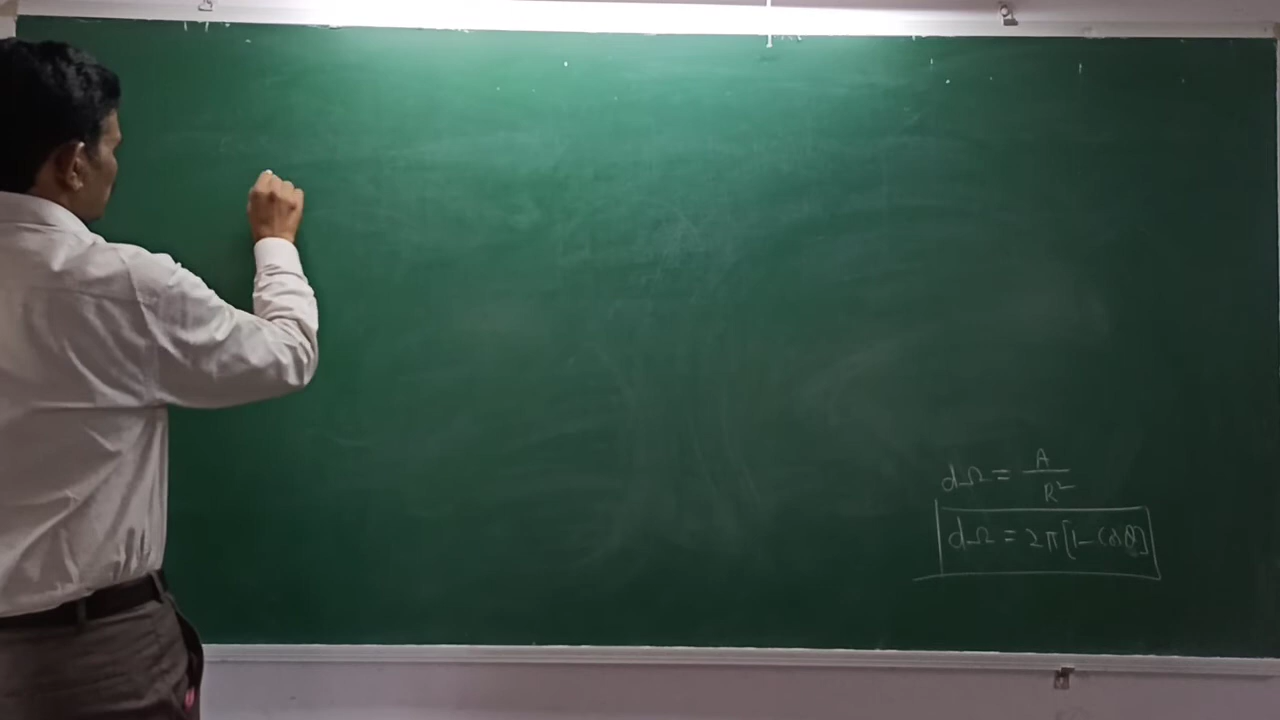 dΩ = A / R²
dΩ = 2π[1 - Cosθ]